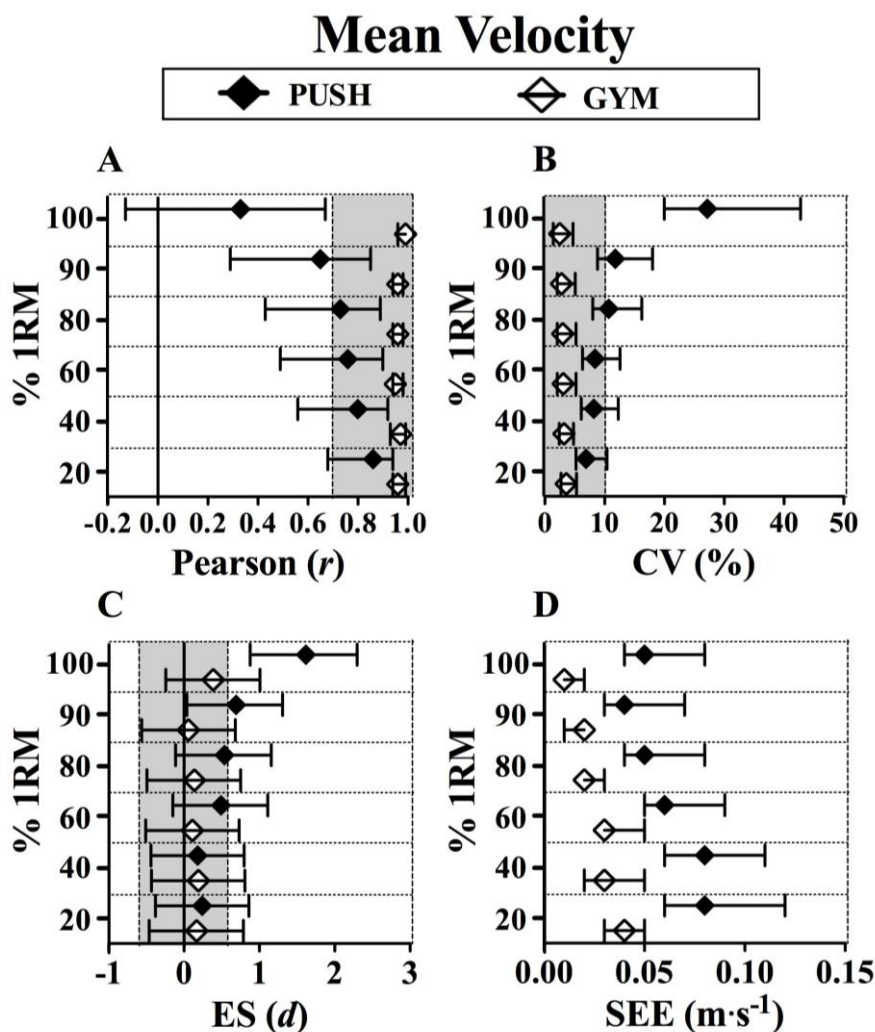 Mean Velocity
PUSH GYM
A
% 1RM
100
90
80
60
40
20
-0.2 0.0 0.2 0.4 0.6 0.8 1.0
Pearson (r)
B
% 1RM
100
90
80
60
40
20
0 10 20 30 40 50
CV (%)
C
% 1RM
100
90
80
60
40
20
-1 0 1 2 3
ES (d)
D
% 1RM
100
90
80
60
40
20
0.00 0.05 0.10 0.15
SEE (m·s⁻¹)